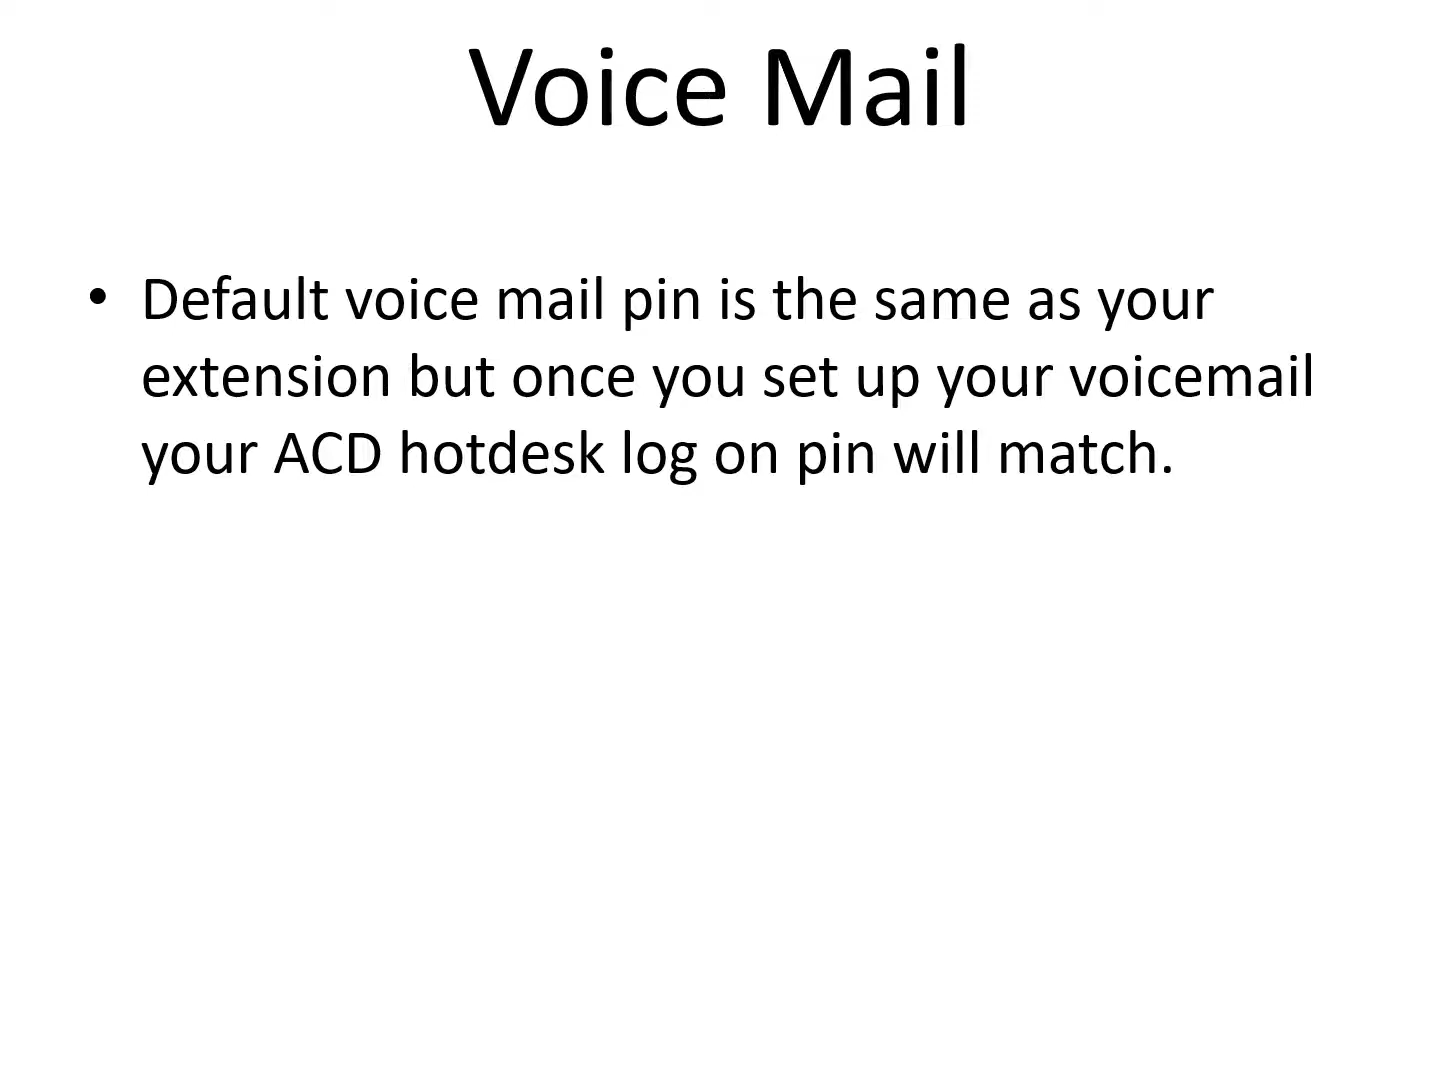 Voice Mail
• Default voice mail pin is the same as your
extension but once you set up your voicemail
your ACD hotdesk log on pin will match.